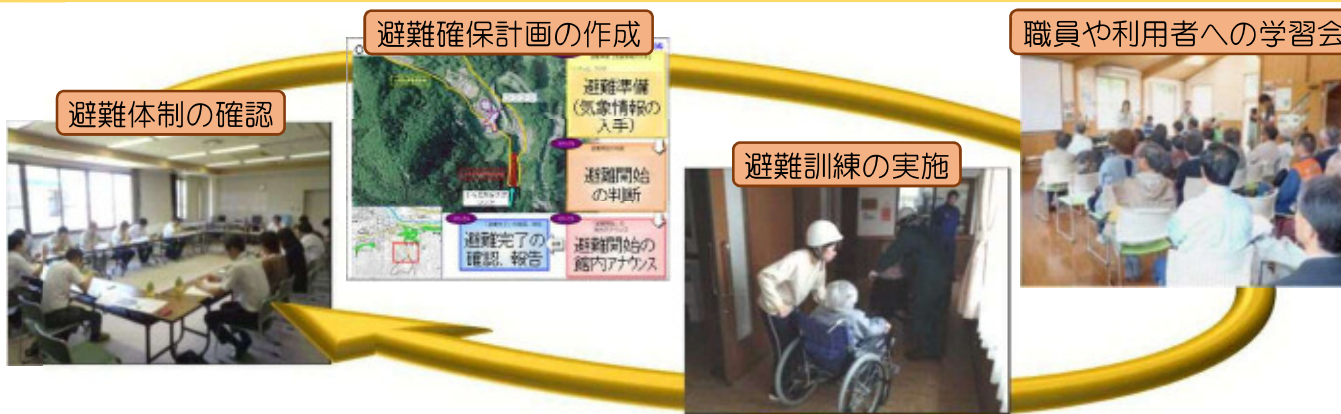 避難確保計画の作成
職員や利用者への学習会
避難体制の確認
避難訓練の実施
避難準備
(気象情報の
入手)
避難開始
の判断
避難完了の
確認、報告
避難開始の
館内アナウンス